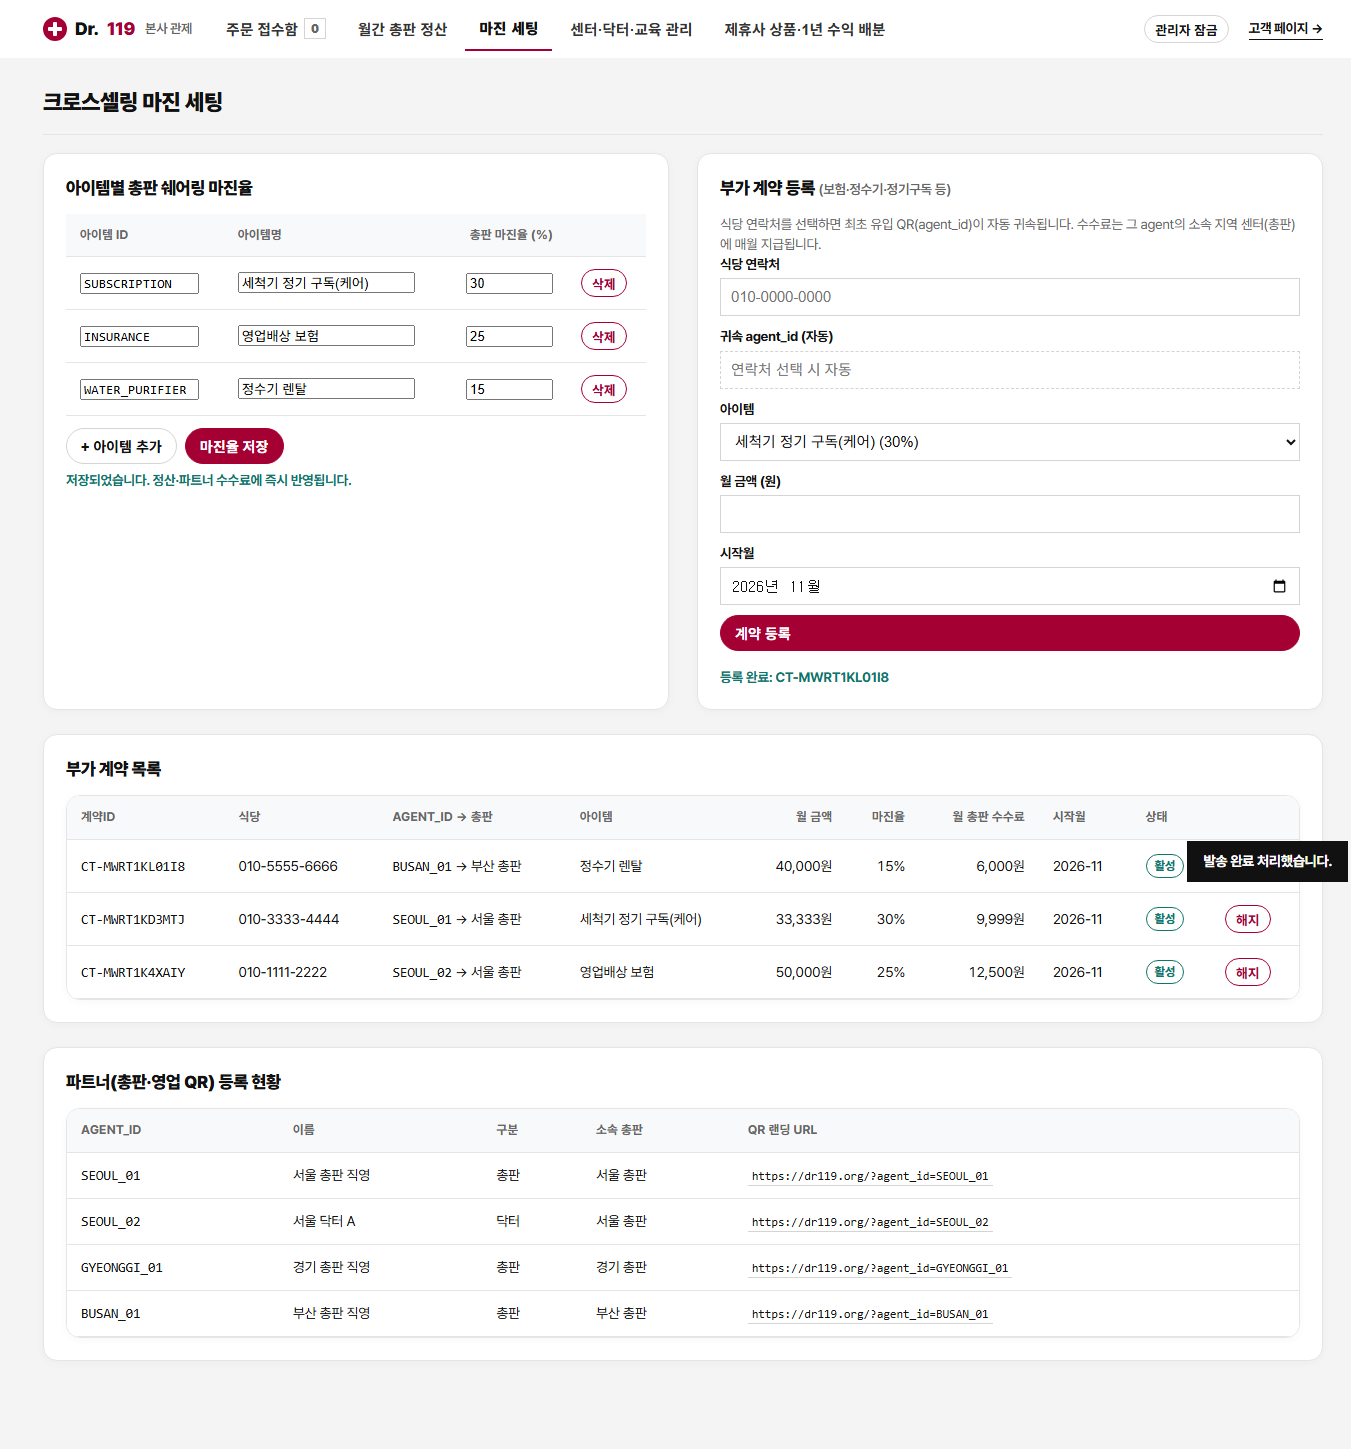 Dr. 119 본사 관제 주문 접수함 0 월간 총판 정산 마진 세팅 센터·닥터·교육 관리 제휴사 상품·1년 수익 배분 관리자 잠금 고객 페이지 →
크로스셀링 마진 세팅
아이템별 총판 쉐어링 마진율
아이템 ID 아이템명 총판 마진율 (%)
SUBSCRIPTION 세척기 정기 구독(케어) 30 삭제
INSURANCE 영업배상 보험 25 삭제
WATER_PURIFIER 정수기 렌탈 15 삭제
+ 아이템 추가 마진율 저장
저장되었습니다. 정산·파트너 수수료에 즉시 반영됩니다.
부가 계약 등록 (보험·정수기·정기구독 등)
식당 연락처를 선택하면 최초 유입 QR(agent_id)이 자동 귀속됩니다. 수수료는 그 agent의 소속 지역 센터(총판)
에 매월 지급됩니다.
식당 연락처
010-0000-0000
귀속 agent_id (자동)
연락처 선택 시 자동
아이템
세척기 정기 구독(케어) (30%)
월 금액 (원)
시작월
2026년 11월
계약 등록
등록 완료: CT-MWRT1KL01I8
부가 계약 목록
계약ID 식당 AGENT_ID → 총판 아이템 월 금액 마진율 월 총판 수수료 시작월 상태
CT-MWRT1KL01I8 010-5555-6666 BUSAN_01 → 부산 총판 정수기 렌탈 40,000원 15% 6,000원 2026-11 활성
발송 완료 처리했습니다.
CT-MWRT1KD3MTJ 010-3333-4444 SEOUL_01 → 서울 총판 세척기 정기 구독(케어) 33,333원 30% 9,999원 2026-11 활성 해지
CT-MWRT1K4XAIY 010-1111-2222 SEOUL_02 → 서울 총판 영업배상 보험 50,000원 25% 12,500원 2026-11 활성 해지
파트너(총판·영업 QR) 등록 현황
AGENT_ID 이름 구분 소속 총판 QR 랜딩 URL
SEOUL_01 서울 총판 직영 총판 서울 총판 https://dr119.org/?agent_id=SEOUL_01
SEOUL_02 서울 닥터 A 닥터 서울 총판 https://dr119.org/?agent_id=SEOUL_02
GYEONGGI_01 경기 총판 직영 총판 경기 총판 https://dr119.org/?agent_id=GYEONGGI_01
BUSAN_01 부산 총판 직영 총판 부산 총판 https://dr119.org/?agent_id=BUSAN_01